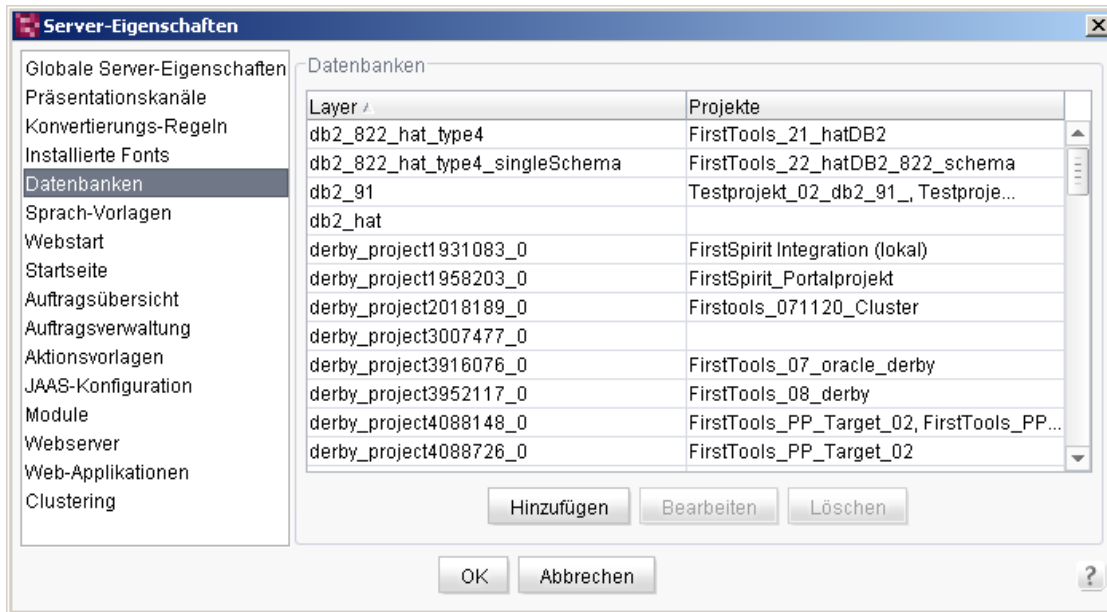 Server-Eigenschaften
Globale Server-Eigenschaften
Präsentationskanäle
Konvertierungs-Regeln
Installierte Fonts
Datenbanken
Sprach-Vorlagen
Webstart
Startseite
Auftragsübersicht
Auftragsverwaltung
Aktionsvorlagen
JAAS-Konfiguration
Module
Webserver
Web-Applikationen
Clustering
Datenbanken
Layer Projekte
db2_822_hat_type4 FirstTools_21_hatDB2
db2_822_hat_type4_singleSchema FirstTools_22_hatDB2_822_schema
db2_91 Testprojekt_02_db2_91_, Testproje...
db2_hat
derby_project1931083_0 FirstSpirit Integration (lokal)
derby_project1958203_0 FirstSpirit_Portalprojekt
derby_project2018189_0 Firstools_071120_Cluster
derby_project3007477_0
derby_project3916076_0 FirstTools_07_oracle_derby
derby_project3952117_0 FirstTools_08_derby
derby_project4088148_0 FirstTools_PP_Target_02, FirstTools_PP...
derby_project4088726_0 FirstTools_PP_Target_02
Hinzufügen Bearbeiten Löschen
OK Abbrechen ?